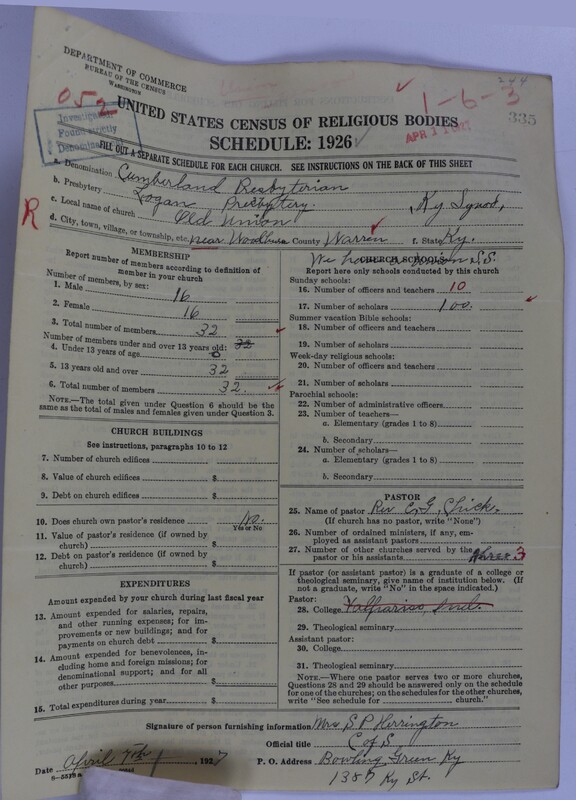 DEPARTMENT OF COMMERCE
BUREAU OF THE CENSUS
WASHINGTON
052
1-6-3
335
APR 11 1927
UNITED STATES CENSUS OF RELIGIOUS BODIES
SCHEDULE: 1926
FILL OUT A SEPARATE SCHEDULE FOR EACH CHURCH. SEE INSTRUCTIONS ON THE BACK OF THIS SHEET
a. Denomination Cumberland Presbyterian
b. Presbytery Logan Presbytery. Ky Synod,
c. Local name of church Old Union
R
d. City, town, village, or township, etc. near Woodburn County Warren f. State Ky.
MEMBERSHIP
Report number of members according to definition of member in your church
Number of members, by sex:
1. Male 16
2. Female 16
3. Total number of members 32
Number of members under and over 13 years old: 32
4. Under 13 years of age 0
5. 13 years old and over 32
6. Total number of members 32.
NOTE.—The total given under Question 6 should be the same as the total of males and females given under Question 3.
CHURCH BUILDINGS
See instructions, paragraphs 10 to 12
7. Number of church edifices
8. Value of church edifices $
9. Debt on church edifices $
10. Does church own pastor's residence No.
Yes or No
11. Value of pastor's residence (if owned by church) $
12. Debt on pastor's residence (if owned by church) $
EXPENDITURES
Amount expended by your church during last fiscal year
13. Amount expended for salaries, repairs, and other running expenses; for improvements or new buildings; and for payments on church debt $
14. Amount expended for benevolences, including home and foreign missions; for denominational support; and for all other purposes $
15. Total expenditures during year $
We have S.S.
CHURCH SCHOOLS
Report here only schools conducted by this church
Sunday schools:
16. Number of officers and teachers 10
17. Number of scholars 100.
Summer vacation Bible schools:
18. Number of officers and teachers
19. Number of scholars
Week-day religious schools:
20. Number of officers and teachers
21. Number of scholars
Parochial schools:
22. Number of administrative officers
23. Number of teachers—
a. Elementary (grades 1 to 8)
b. Secondary
24. Number of scholars—
a. Elementary (grades 1 to 8)
b. Secondary
PASTOR
25. Name of pastor Rev C. G. Chick.
(If church has no pastor, write "None")
26. Number of ordained ministers, if any, employed as assistant pastors
27. Number of other churches served by the pastor or his assistants three 3
If pastor (or assistant pastor) is a graduate of a college or theological seminary, give name of institution below. (If not a graduate, write "No" in the space indicated.)
Pastor:
28. College Valparaiso, Ind.
29. Theological seminary
Assistant pastor:
30. College
31. Theological seminary
NOTE.—Where one pastor serves two or more churches, Questions 28 and 29 should be answered only on the schedule for one of the churches; on the schedules for the other churches, write "See schedule for church."
Signature of person furnishing information Mrs S P Herrington
Official title C of S
Date April 7th, 1927 P. O. Address Bowling Green Ky
1387 Ky St.